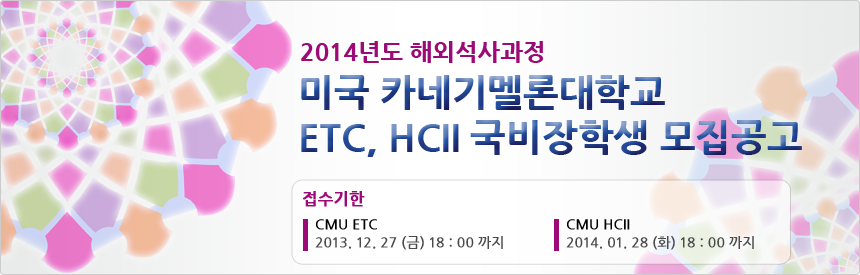 2014년도 해외석사과정
미국 카네기멜론대학교
ETC, HCII 국비장학생 모집공고
접수기한
CMU ETC
2013. 12. 27 (금) 18 : 00 까지
CMU HCII
2014. 01. 28 (화) 18 : 00 까지